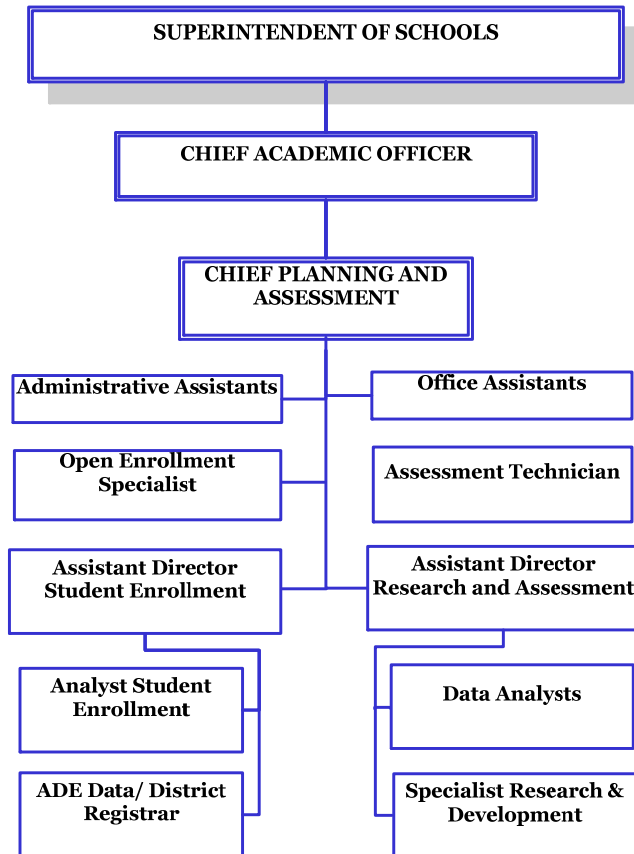 SUPERINTENDENT OF SCHOOLS
CHIEF ACADEMIC OFFICER
CHIEF PLANNING AND
ASSESSMENT
Administrative Assistants
Office Assistants
Open Enrollment
Specialist
Assessment Technician
Assistant Director
Student Enrollment
Assistant Director
Research and Assessment
Analyst Student
Enrollment
Data Analysts
ADE Data/ District
Registrar
Specialist Research &
Development